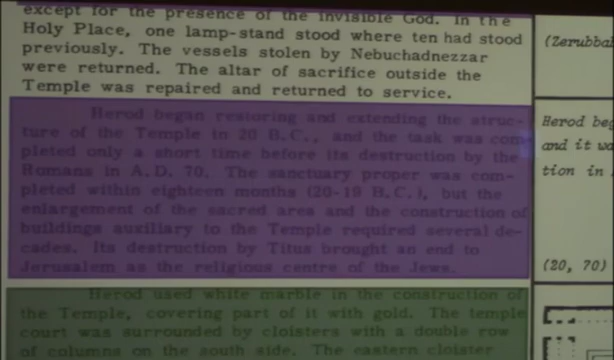 except for the presence of the invisible God. In the
Holy Place, one lamp-stand stood where ten had stood
previously. The vessels stolen by Nebuchadnezzar
were returned. The altar of sacrifice outside the
Temple was repaired and returned to service.
Herod began restoring and extending the struc-
ture of the Temple in 20 B.C., and the task was com-
pleted only a short time before its destruction by the
Romans in A.D. 70. The sanctuary proper was com-
pleted within eighteen months (20-19 B.C.), but the
enlargement of the sacred area and the construction of
buildings auxiliary to the Temple required several de-
cades. Its destruction by Titus brought an end to
Jerusalem as the religious centre of the Jews.
Herod used white marble in the construction of
the Temple, covering part of it with gold. The temple
court was surrounded by cloisters with a double row
of columns on the south side. The eastern cloister
(Zerubba
Herod beg
and it wa
tion in
(20, 70)